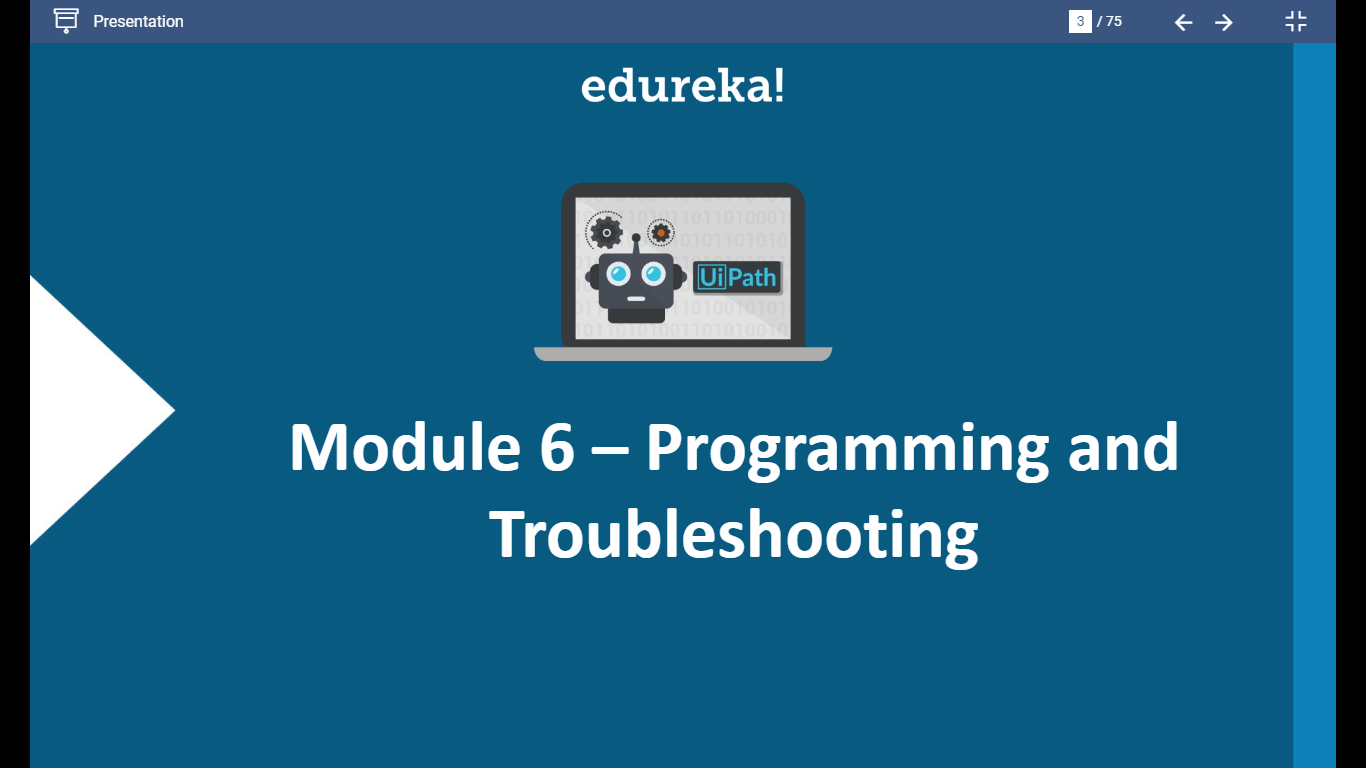 Presentation
3 / 75
edureka!
UiPath
Module 6 – Programming and
Troubleshooting